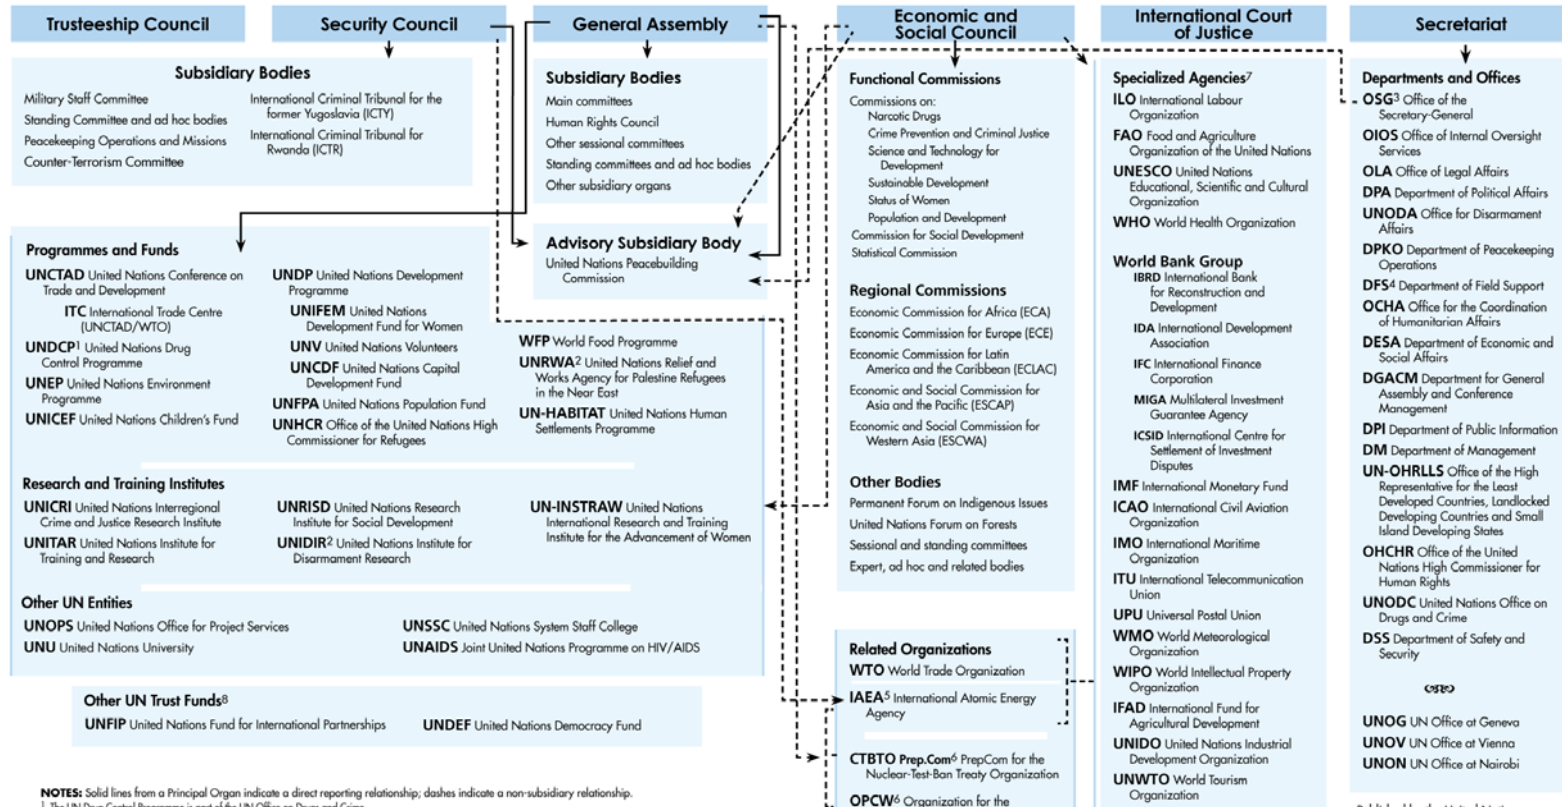 Trusteeship Council
Security Council
General Assembly
Economic and
Social Council
International Court
of Justice
Secretariat
Subsidiary Bodies
Military Staff Committee
Standing Committee and ad hoc bodies
Peacekeeping Operations and Missions
Counter-Terrorism Committee
International Criminal Tribunal for the
former Yugoslavia (ICTY)
International Criminal Tribunal for
Rwanda (ICTR)
Subsidiary Bodies
Main committees
Human Rights Council
Other sessional committees
Standing committees and ad hoc bodies
Other subsidiary organs
Advisory Subsidiary Body
United Nations Peacebuilding
Commission
Programmes and Funds
UNCTAD United Nations Conference on
Trade and Development
ITC International Trade Centre
(UNCTAD/WTO)
UNDCP1 United Nations Drug
Control Programme
UNEP United Nations Environment
Programme
UNICEF United Nations Children's Fund
UNDP United Nations Development
Programme
UNIFEM United Nations
Development Fund for Women
UNV United Nations Volunteers
UNCDF United Nations Capital
Development Fund
UNFPA United Nations Population Fund
UNHCR Office of the United Nations High
Commissioner for Refugees
WFP World Food Programme
UNRWA2 United Nations Relief and
Works Agency for Palestine Refugees
in the Near East
UN-HABITAT United Nations Human
Settlements Programme
Research and Training Institutes
UNICRI United Nations Interregional
Crime and Justice Research Institute
UNITAR United Nations Institute for
Training and Research
UNRISD United Nations Research
Institute for Social Development
UNIDIR2 United Nations Institute for
Disarmament Research
UN-INSTRAW United Nations
International Research and Training
Institute for the Advancement of Women
Other UN Entities
UNOPS United Nations Office for Project Services
UNU United Nations University
UNSSC United Nations System Staff College
UNAIDS Joint United Nations Programme on HIV/AIDS
Other UN Trust Funds8
UNFIP United Nations Fund for International Partnerships
UNDEF United Nations Democracy Fund
NOTES: Solid lines from a Principal Organ indicate a direct reporting relationship; dashes indicate a non-subsidiary relationship.
1 The UN Drug Control Programme is part of the UN Office on Drugs and Crime
Functional Commissions
Commissions on:
Narcotic Drugs
Crime Prevention and Criminal Justice
Science and Technology for
Development
Sustainable Development
Status of Women
Population and Development
Commission for Social Development
Statistical Commission
Regional Commissions
Economic Commission for Africa (ECA)
Economic Commission for Europe (ECE)
Economic Commission for Latin
America and the Caribbean (ECLAC)
Economic and Social Commission for
Asia and the Pacific (ESCAP)
Economic and Social Commission for
Western Asia (ESCWA)
Other Bodies
Permanent Forum on Indigenous Issues
United Nations Forum on Forests
Sessional and standing committees
Expert, ad hoc and related bodies
Related Organizations
WTO World Trade Organization
IAEA5 International Atomic Energy
Agency
CTBTO Prep.Com6 PrepCom for the
Nuclear-Test-Ban Treaty Organization
OPCW6 Organization for the
Specialized Agencies7
ILO International Labour
Organization
FAO Food and Agriculture
Organization of the United Nations
UNESCO United Nations
Educational, Scientific and Cultural
Organization
WHO World Health Organization
World Bank Group
IBRD International Bank
for Reconstruction and
Development
IDA International Development
Association
IFC International Finance
Corporation
MIGA Multilateral Investment
Guarantee Agency
ICSID International Centre for
Settlement of Investment
Disputes
IMF International Monetary Fund
ICAO International Civil Aviation
Organization
IMO International Maritime
Organization
ITU International Telecommunication
Union
UPU Universal Postal Union
WMO World Meteorological
Organization
WIPO World Intellectual Property
Organization
IFAD International Fund for
Agricultural Development
UNIDO United Nations Industrial
Development Organization
UNWTO World Tourism
Organization
Departments and Offices
OSG3 Office of the
Secretary-General
OIOS Office of Internal Oversight
Services
OLA Office of Legal Affairs
DPA Department of Political Affairs
UNODA Office for Disarmament
Affairs
DPKO Department of Peacekeeping
Operations
DFS4 Department of Field Support
OCHA Office for the Coordination
of Humanitarian Affairs
DESA Department of Economic and
Social Affairs
DGACM Department for General
Assembly and Conference
Management
DPI Department of Public Information
DM Department of Management
UN-OHRLLS Office of the High
Representative for the Least
Developed Countries, Landlocked
Developing Countries and Small
Island Developing States
OHCHR Office of the United
Nations High Commissioner for
Human Rights
UNODC United Nations Office on
Drugs and Crime
DSS Department of Safety and
Security
UNOG UN Office at Geneva
UNOV UN Office at Vienna
UNON UN Office at Nairobi